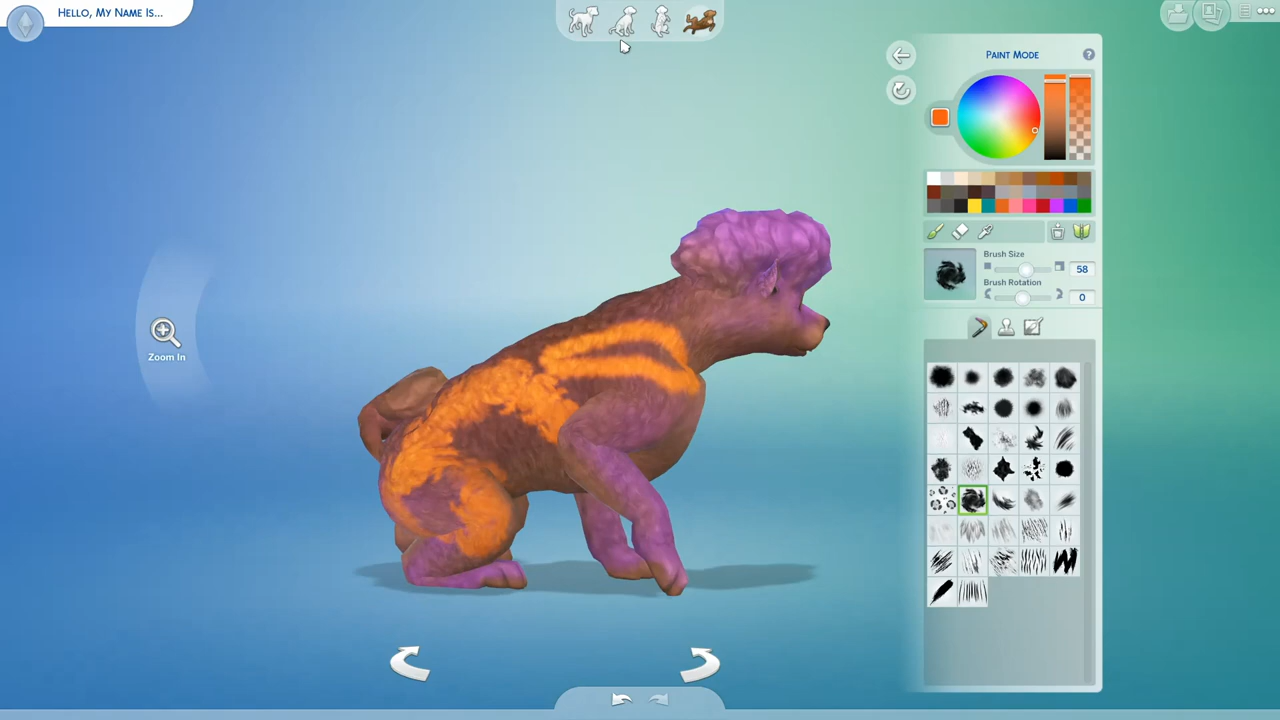 Hello, My Name Is...
Paint Mode
?
Brush Size
58
Brush Rotation
0
Zoom In